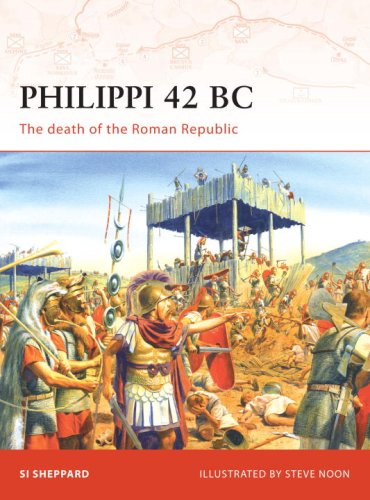 PHILIPPI 42 BC
The death of the Roman Republic
SI SHEPPARD
ILLUSTRATED BY STEVE NOON